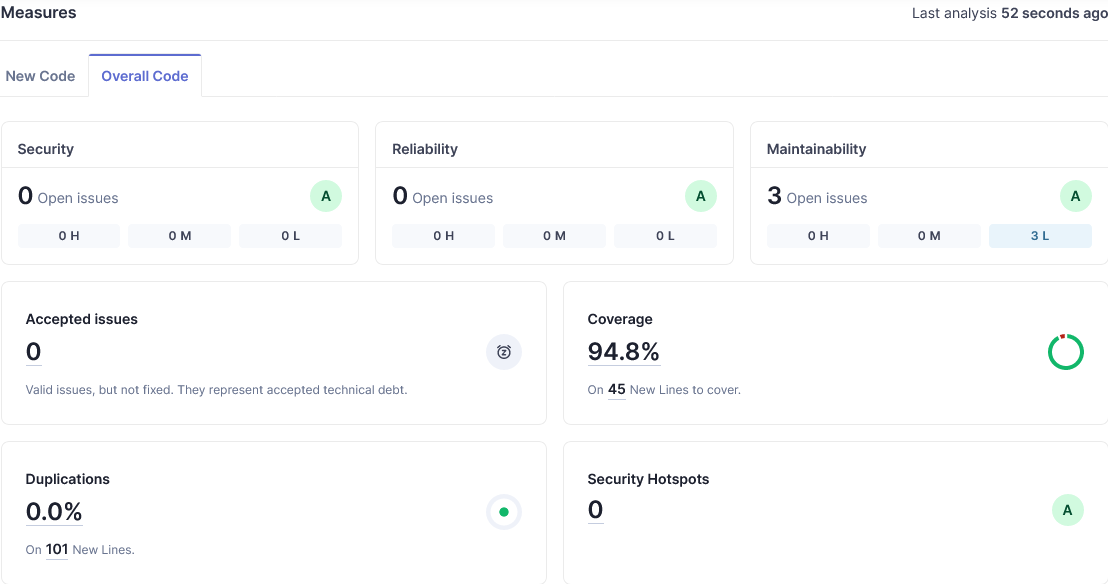 Measures
Last analysis 52 seconds ago
New Code
Overall Code
Security
0 Open issues
A
0 H
0 M
0 L
Reliability
0 Open issues
A
0 H
0 M
0 L
Maintainability
3 Open issues
A
0 H
0 M
3 L
Accepted issues
0
Valid issues, but not fixed. They represent accepted technical debt.
Coverage
94.8%
On 45 New Lines to cover.
Duplications
0.0%
On 101 New Lines.
Security Hotspots
0
A